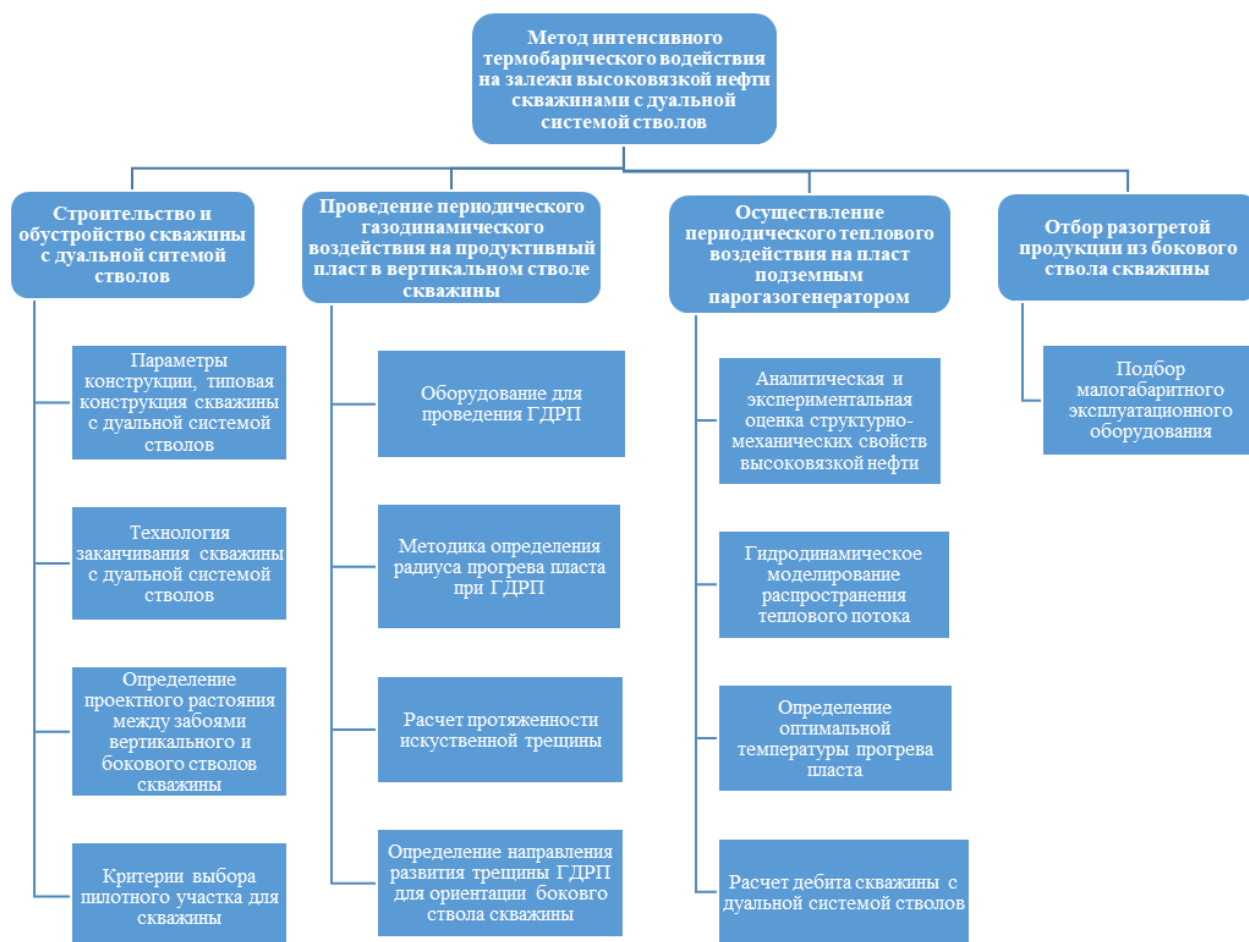 Метод интенсивного
термобарического водействия
на залежи высоковязкой нефти
скважинами с дуальной
системой стволов
Строительство и
обустройство скважины
с дуальной ситемой
стволов
Параметры
конструкции, типовая
конструкция скважины
с дуальной системой
стволов
Технология
заканчивания скважины
с дуальной системой
стволов
Определение
проектного растояния
между забоями
вертикального и
бокового стволов
скважины
Критерии выбора
пилотного участка для
скважины
Проведение периодического
газодинамического
воздействия на продуктивный
пласт в вертикальном стволе
скважины
Оборудование для
проведения ГДРП
Методика определения
радиуса прогрева пласта
при ГДРП
Расчет протяженности
искуственной трещины
Определение направления
развития трещины ГДРП
для ориентации боковго
ствола скважины
Осуществление
периодического теплового
воздействия на пласт
подземным
парогазогенератором
Аналитическая и
экспериментальная
оценка структурно-
механических свойств
высоковязкой нефти
Гидродинамическое
моделирование
распространения
теплового потока
Определение
оптимальной
температуры прогрева
пласта
Расчет дебита скважины с
дуальной системой стволов
Отбор разогретой
продукции из бокового
ствола скважины
Подбор
малогабаритного
эксплуатационного
оборудования